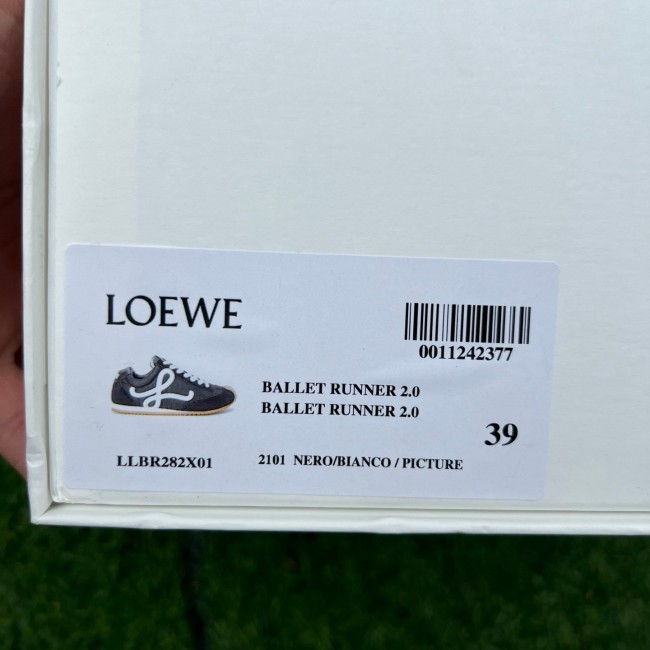 LOEWE
0011242377
BALLET RUNNER 2.0
BALLET RUNNER 2.0
39
LLBR282X01
2101 NERO/BIANCO / PICTURE